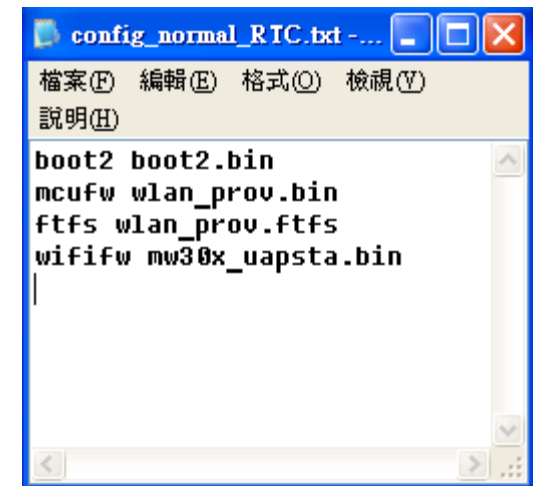 config_normal_RTC.txt -...
檔案(F) 編輯(E) 格式(O) 檢視(V)
說明(H)
boot2 boot2.bin
mcufw wlan_prov.bin
ftfs wlan_prov.ftfs
wififw mw30x_uapsta.bin